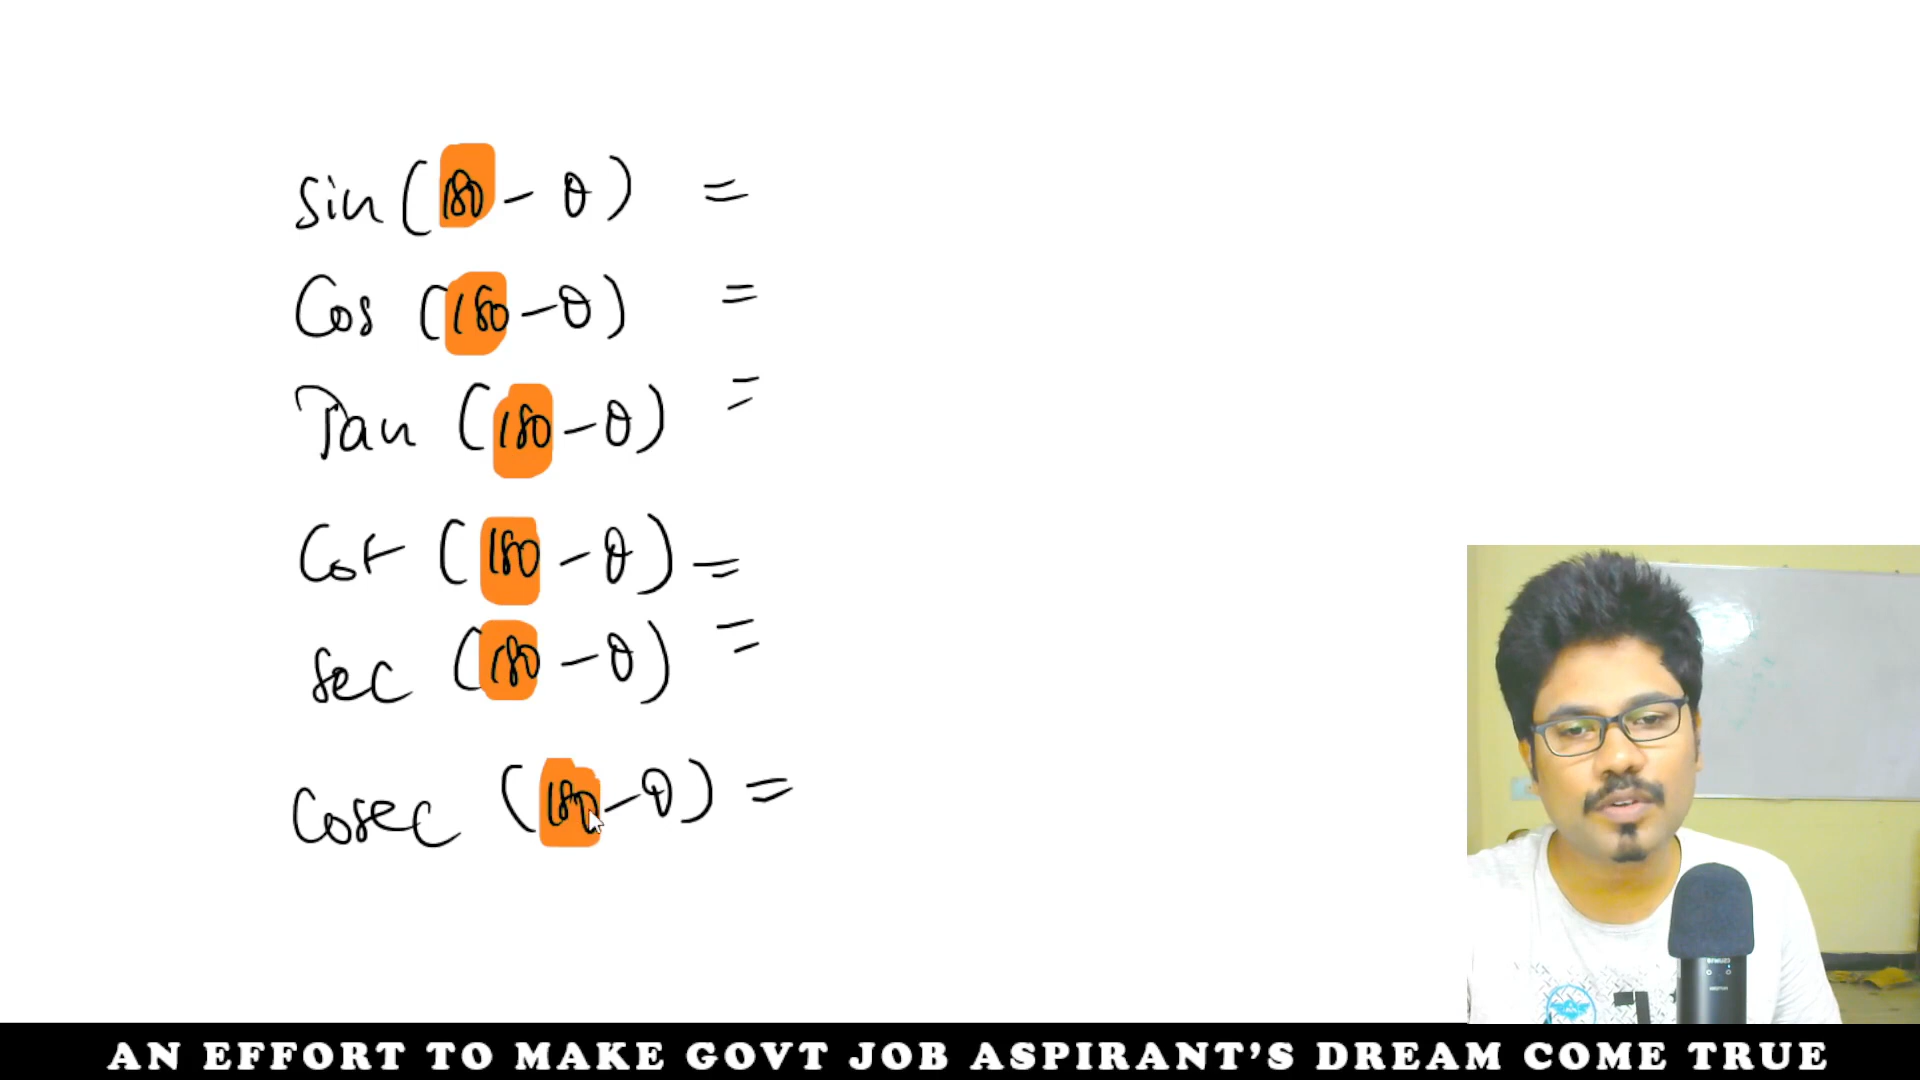 sin (180 - θ) =
Cos (180 - θ) =
Tan (180 - θ) =
Cot (180 - θ) =
sec (180 - θ) =
Cosec (180 - θ) =
AN EFFORT TO MAKE GOVT JOB ASPIRANT'S DREAM COME TRUE